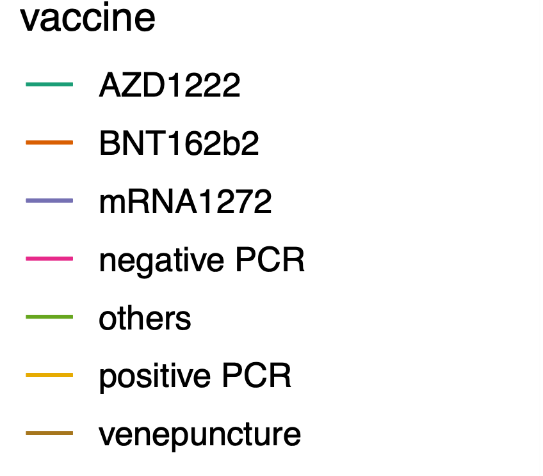 vaccine
AZD1222
BNT162b2
mRNA1272
negative PCR
others
positive PCR
venepuncture